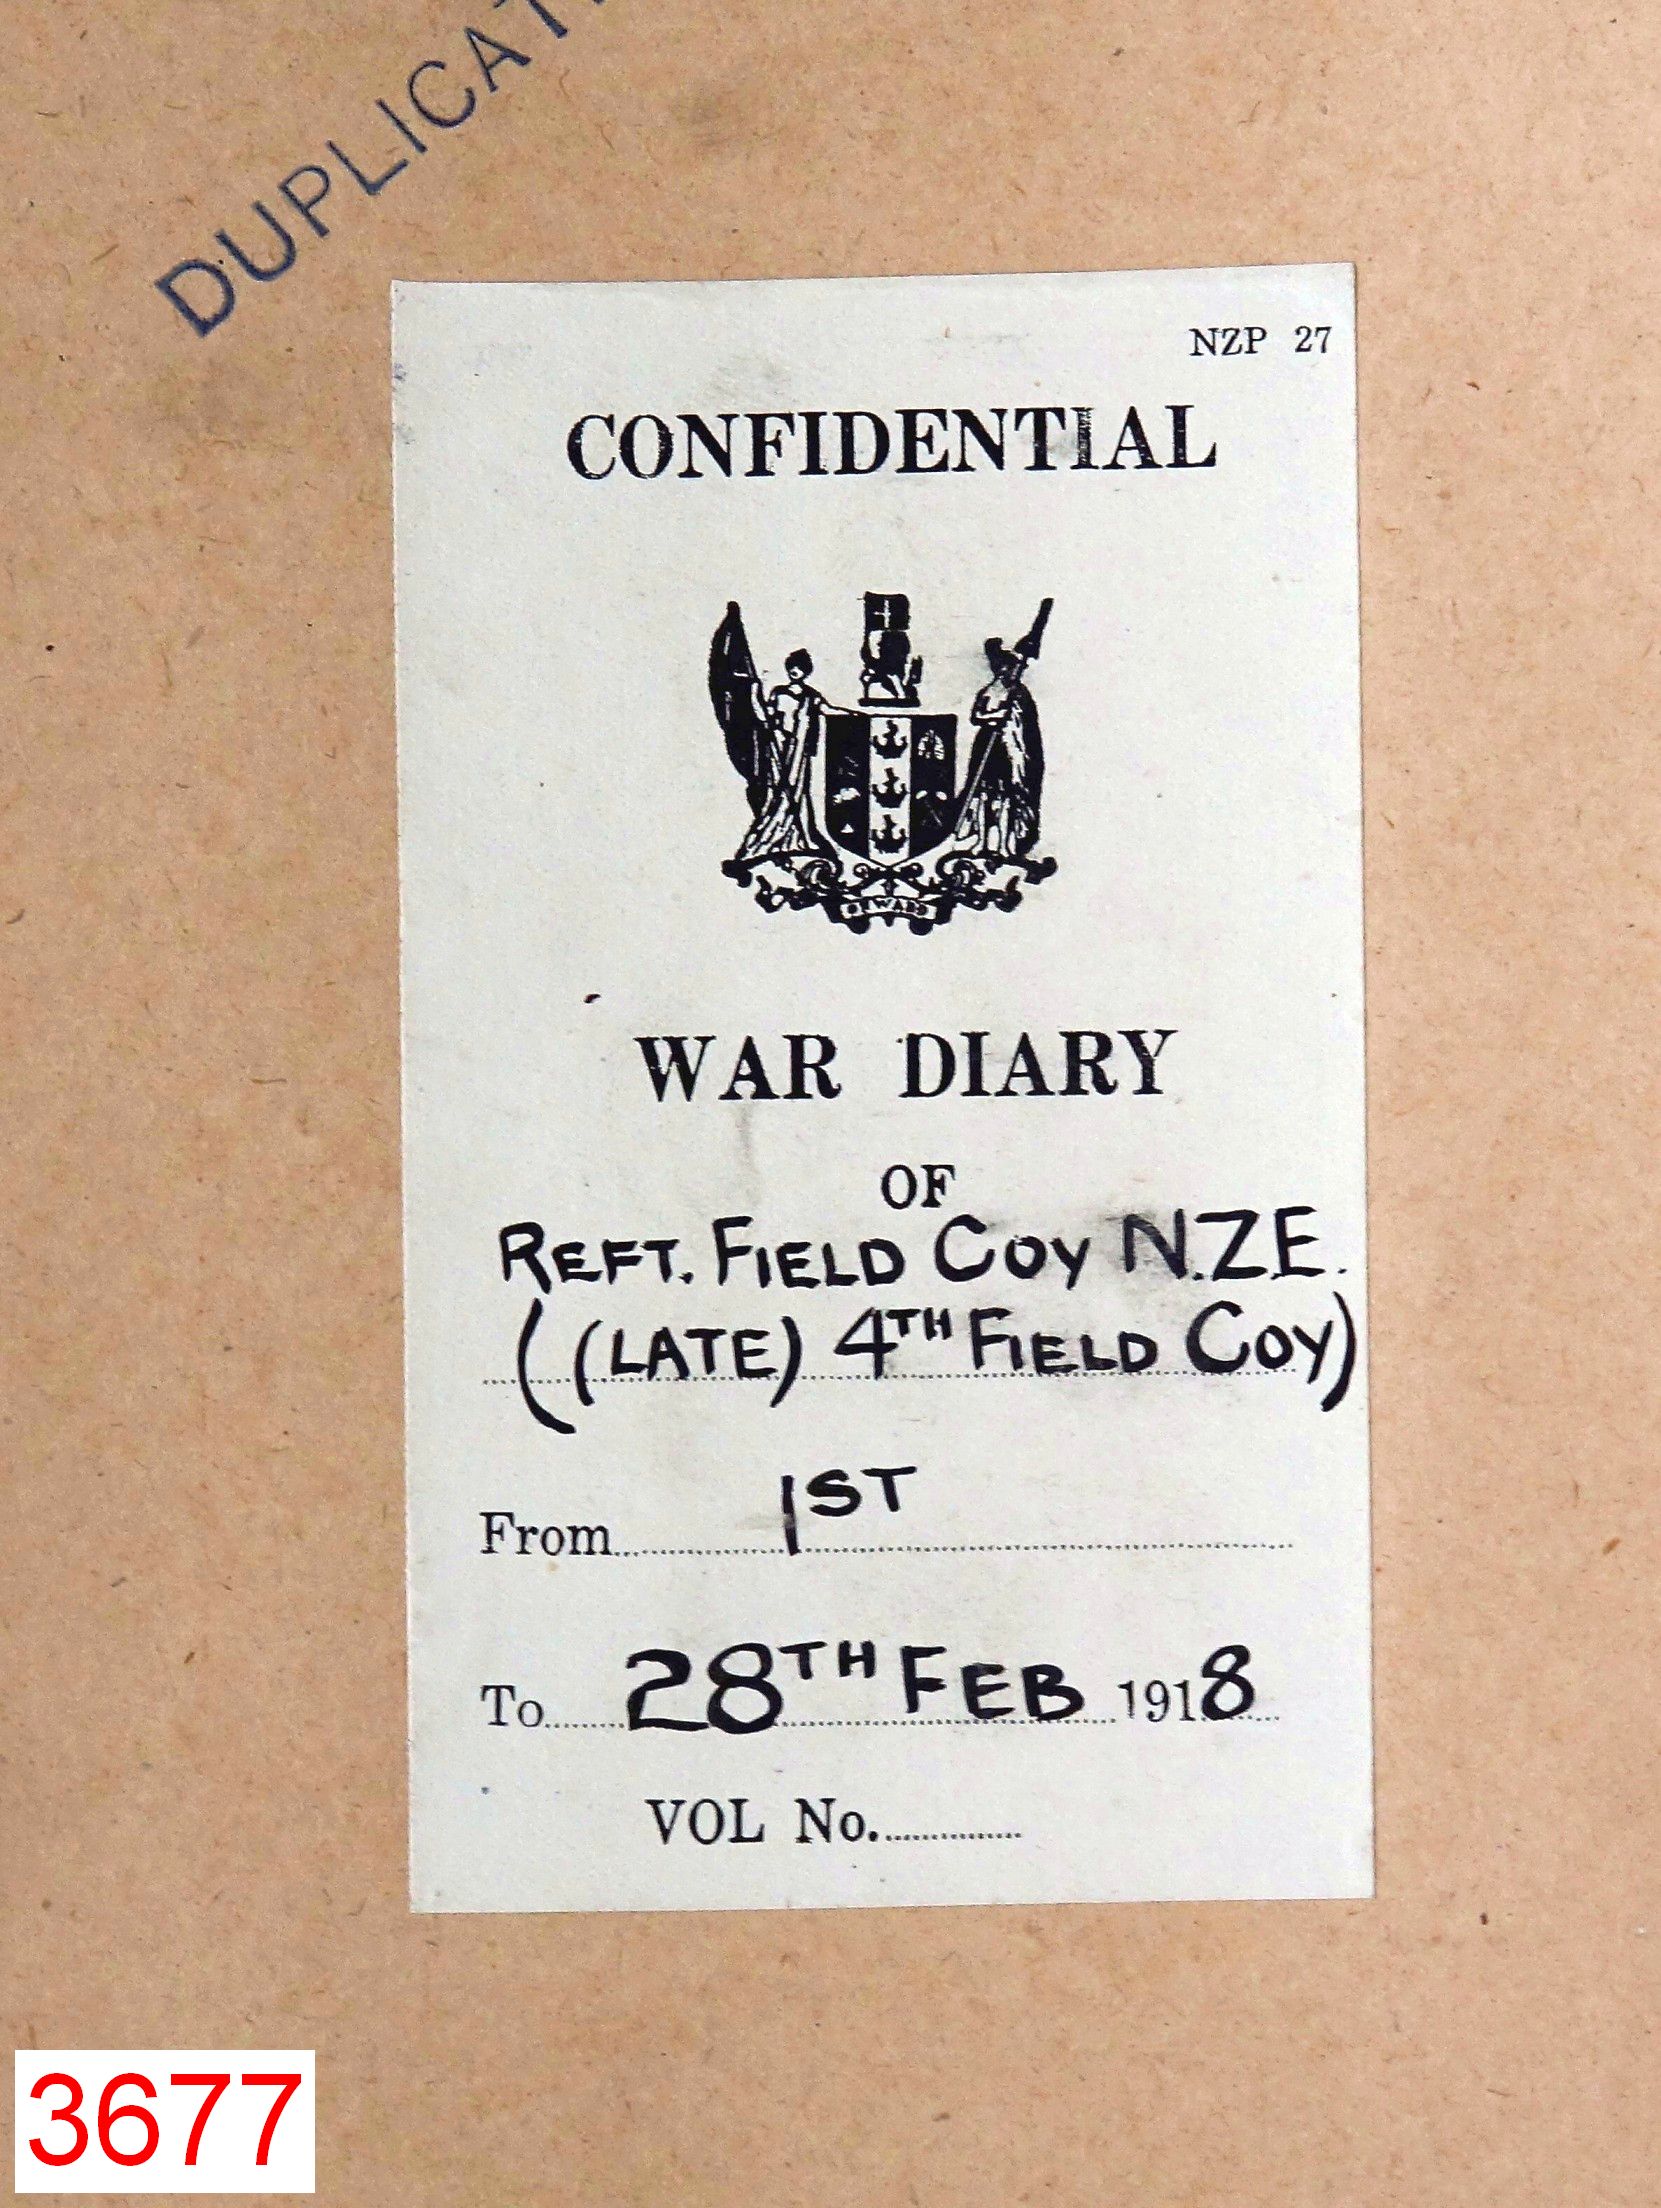 DUPLICAT
NZP 27
CONFIDENTIAL
ONWARD
WAR DIARY
OF
REFT. FIELD COY N.Z.E.
((LATE) 4TH FIELD COY)
From 1ST
To 28TH FEB 1918
VOL No.
3677